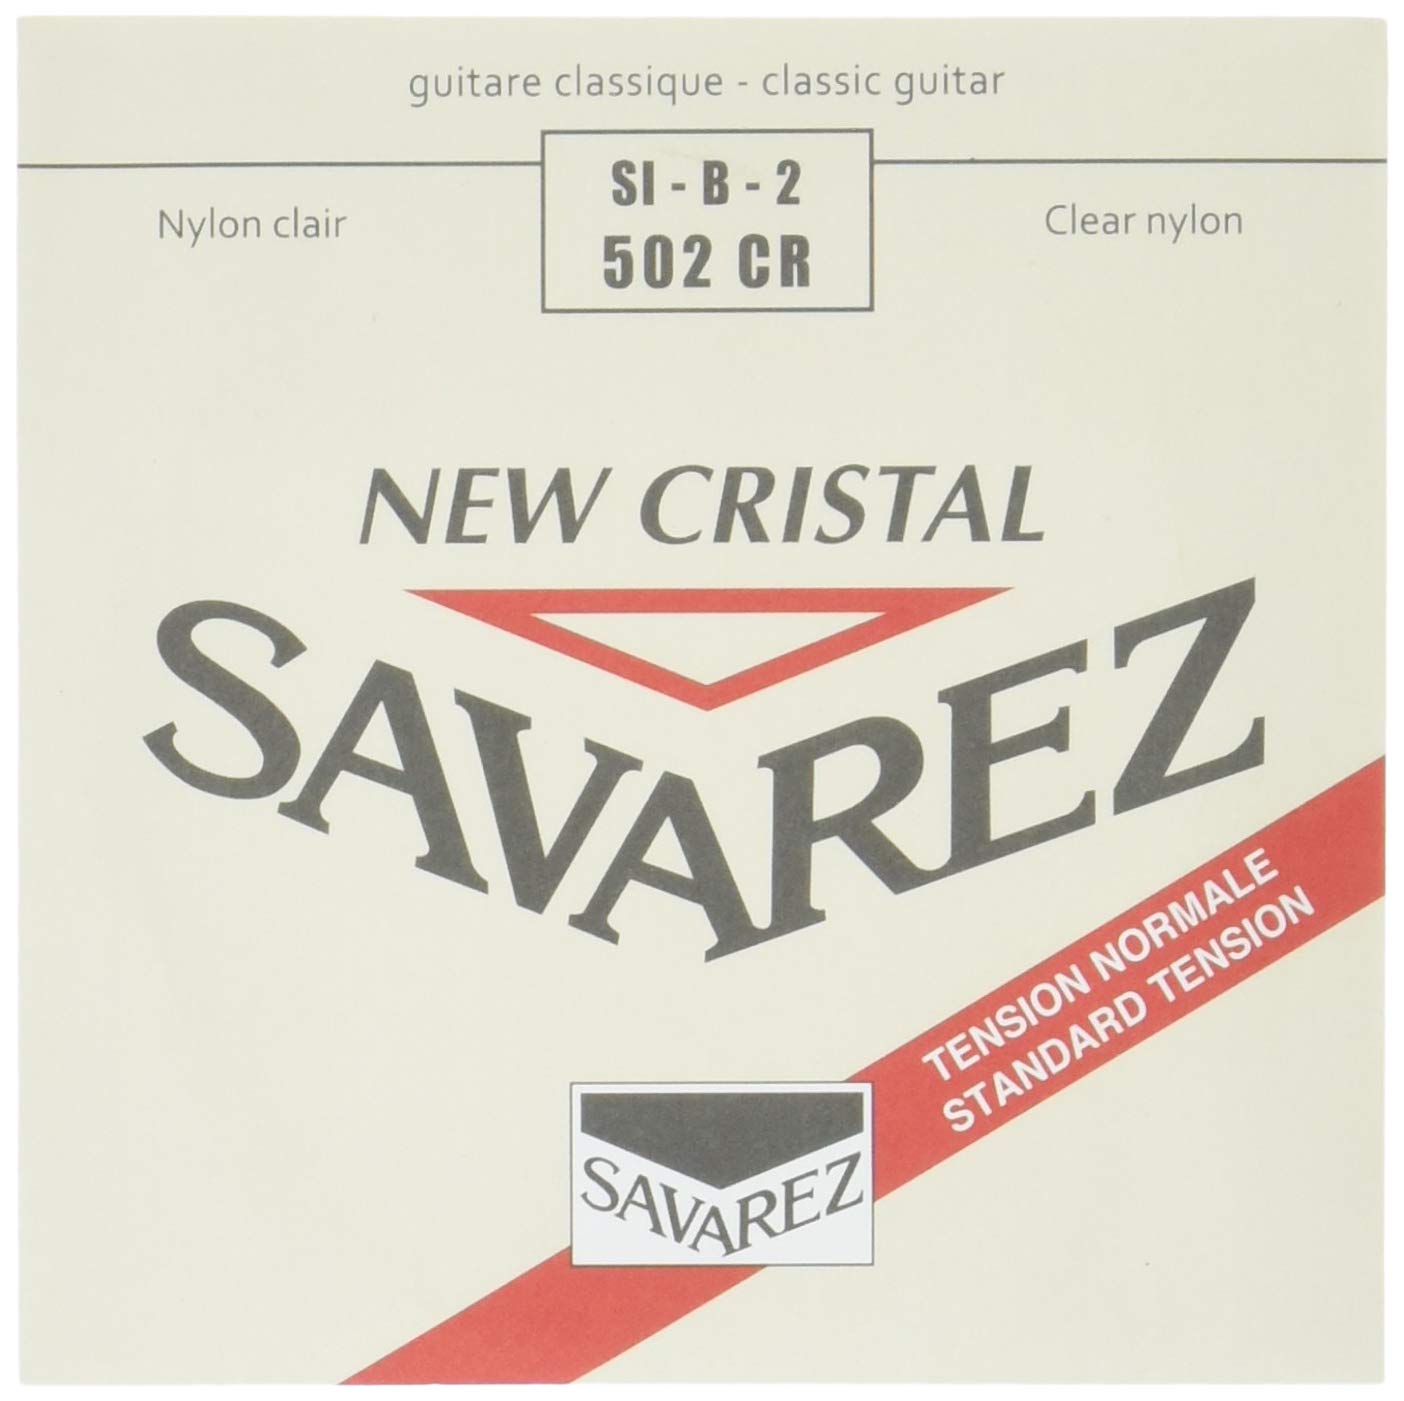 guitare classique - classic guitar
SI - B - 2
502 CR
Nylon clair
Clear nylon
NEW CRISTAL
SAVAREZ
TENSION NORMALE
STANDARD TENSION
SAVAREZ